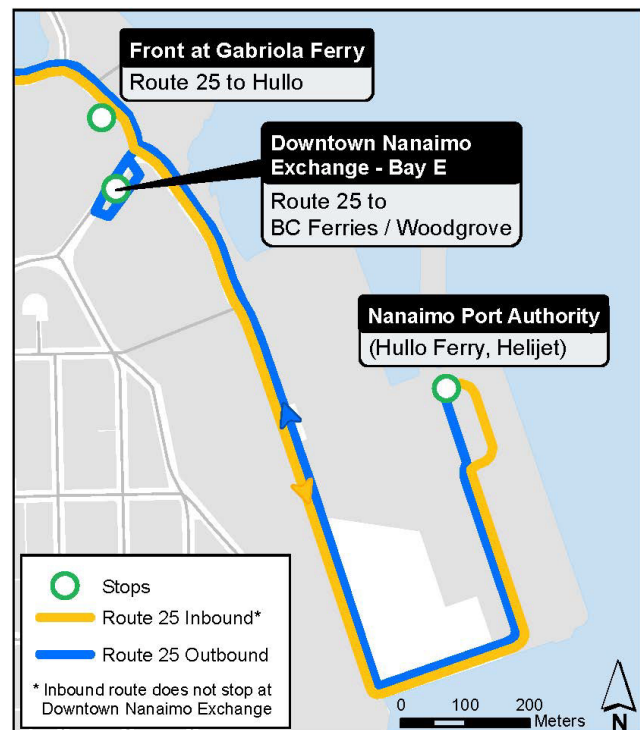 Front at Gabriola Ferry
Route 25 to Hullo
Downtown Nanaimo
Exchange - Bay E
Route 25 to
BC Ferries / Woodgrove
Nanaimo Port Authority
(Hullo Ferry, Helijet)
Stops
Route 25 Inbound*
Route 25 Outbound
* Inbound route does not stop at
Downtown Nanaimo Exchange
0 100 200
Meters
N